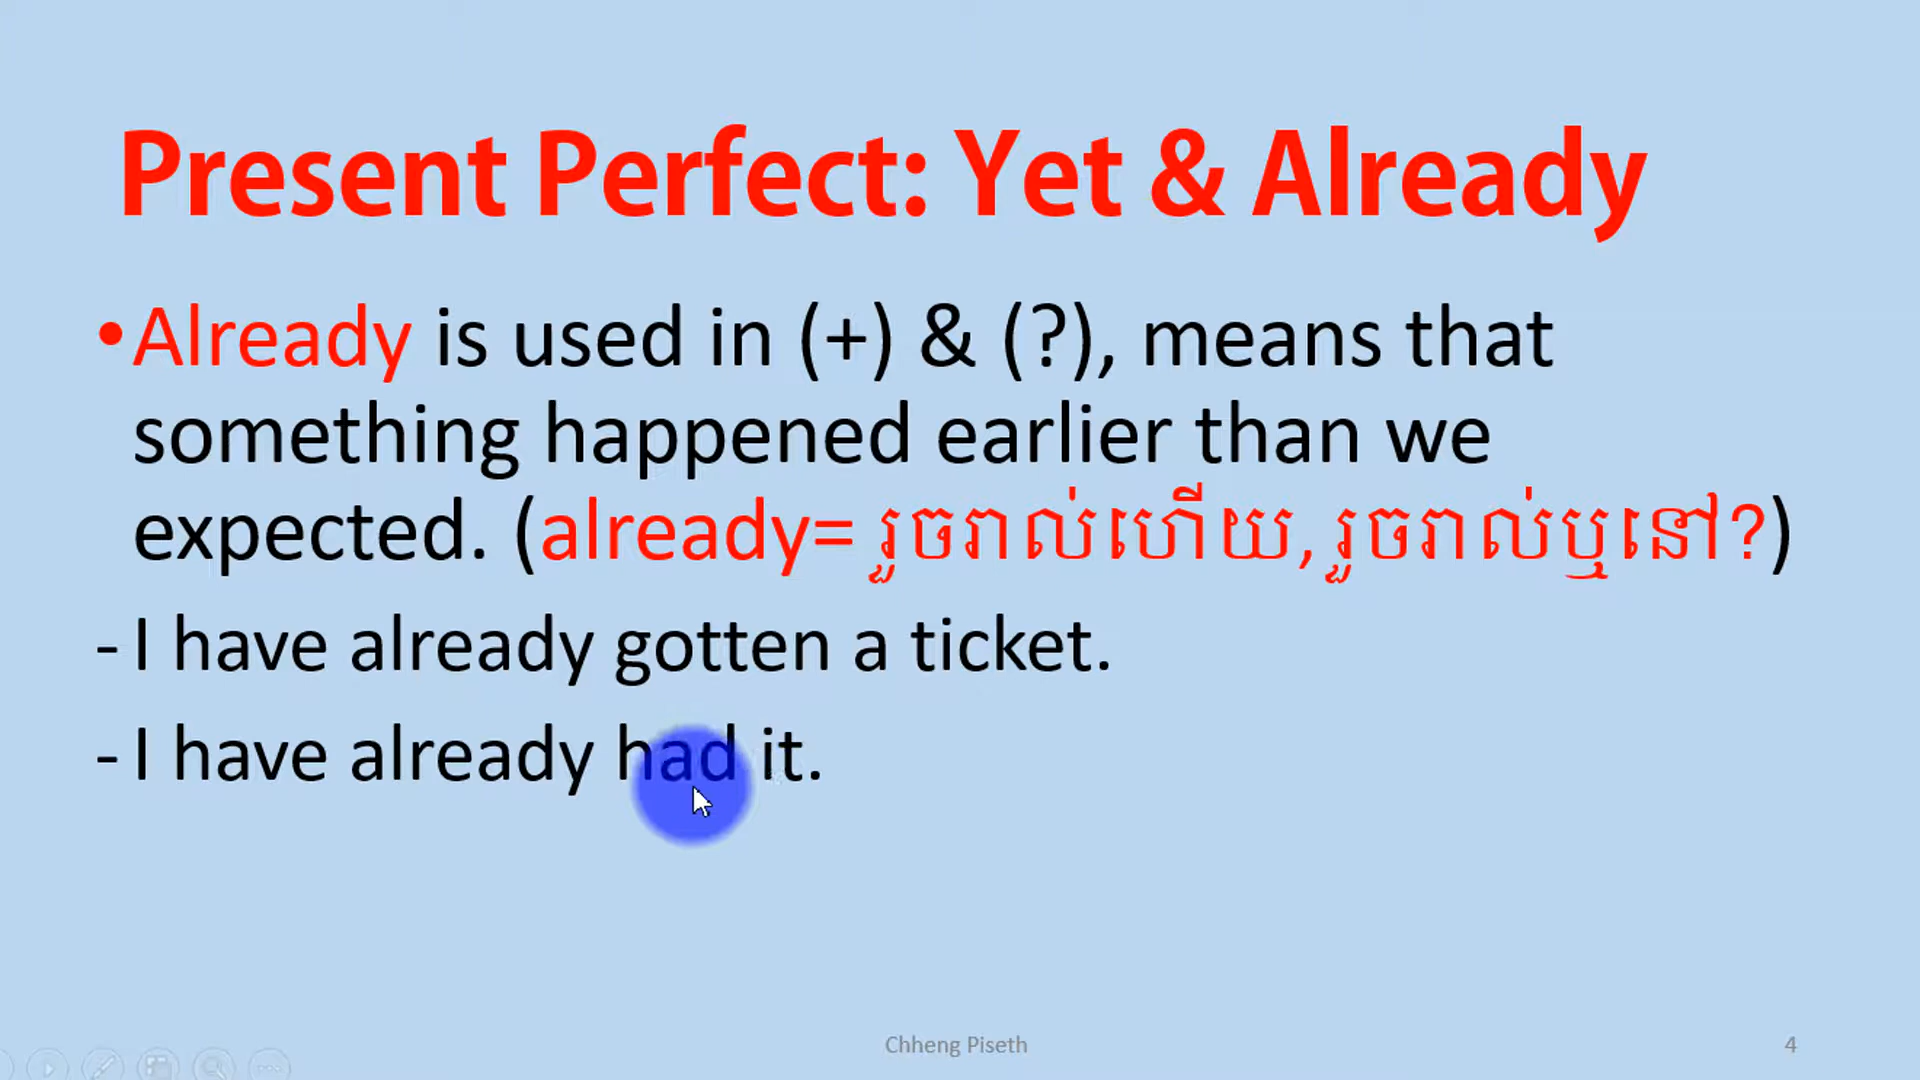 Present Perfect: Yet & Already
•Already is used in (+) & (?), means that
something happened earlier than we
expected. (already= រួចរាល់ហើយ,រួចរាល់ឬនៅ?)
- I have already gotten a ticket.
- I have already had it.
Chheng Piseth
4